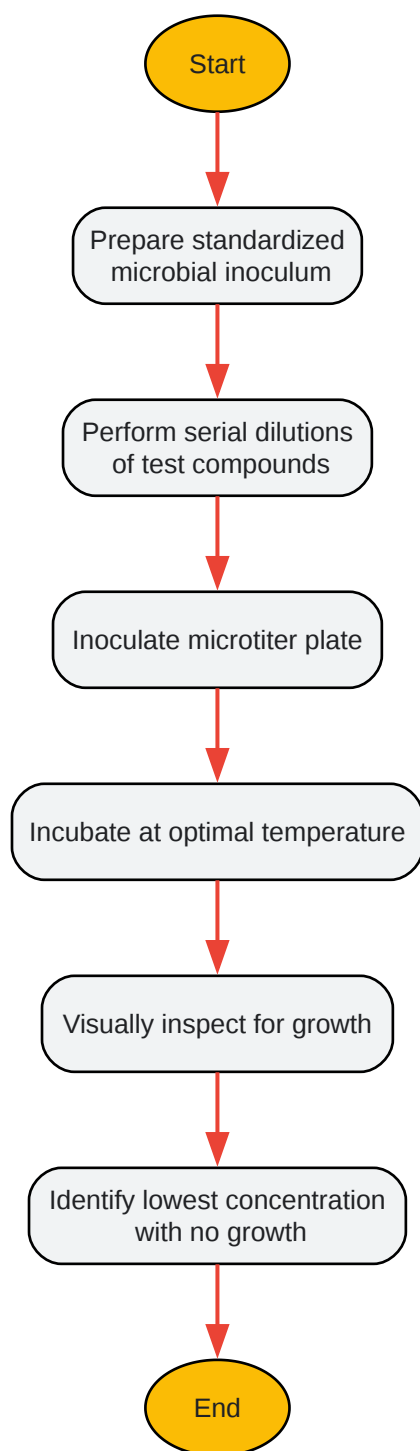 Start
Prepare standardized
microbial inoculum
Perform serial dilutions
of test compounds
Inoculate microtiter plate
Incubate at optimal temperature
Visually inspect for growth
Identify lowest concentration
with no growth
End